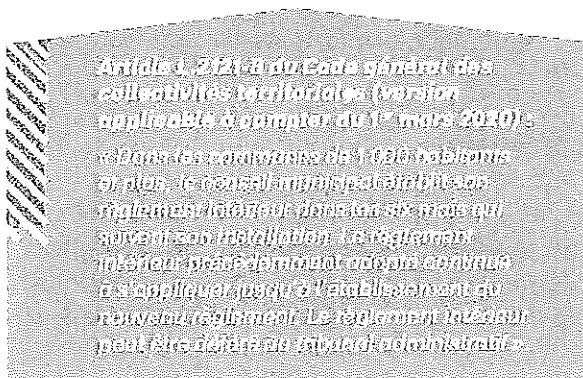 Article L.2121-8 du Code général des
collectivités territoriales (version
applicable à compter du 1er mars 2020) :
« Dans les communes de 1 000 habitants
et plus, le conseil municipal établit son
règlement intérieur dans les six mois qui
suivent son installation. Le règlement
intérieur précédemment adopté continue
à s'appliquer jusqu'à l'établissement du
nouveau règlement. Le règlement intérieur
peut être déféré au tribunal administratif ».